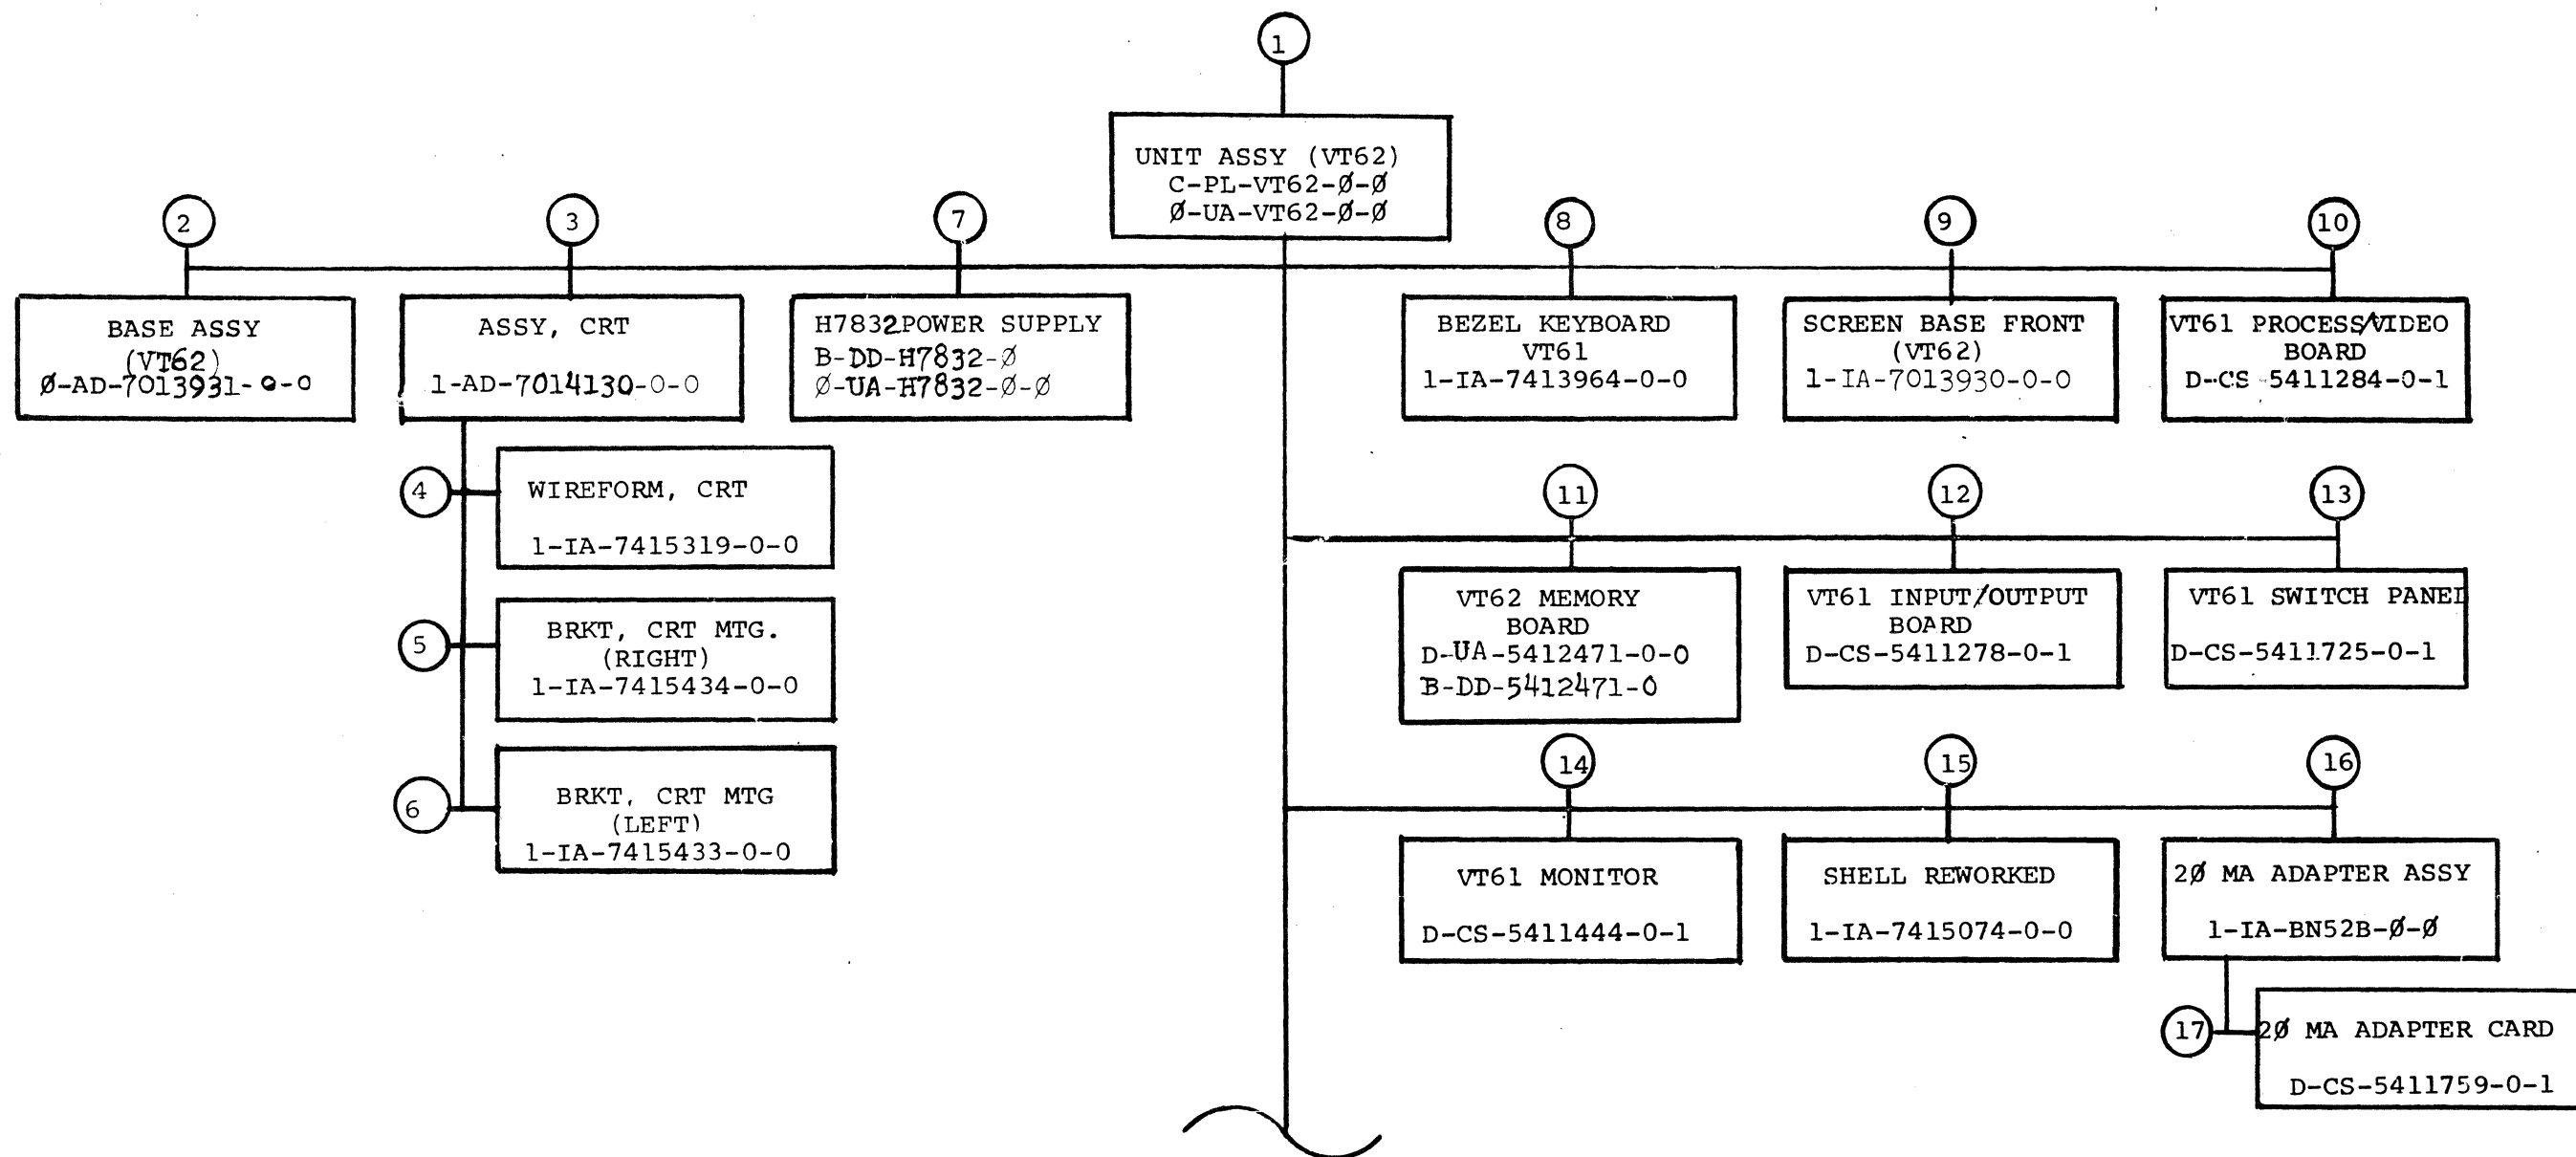 1
UNIT ASSY (VT62)
C-PL-VT62-Ø-Ø
Ø-UA-VT62-Ø-Ø
2
BASE ASSY
(VT62)
Ø-AD-7013931-0-0
3
ASSY, CRT
1-AD-7014130-0-0
4
WIREFORM, CRT
1-IA-7415319-0-0
5
BRKT, CRT MTG.
(RIGHT)
1-IA-7415434-0-0
6
BRKT, CRT MTG
(LEFT)
1-IA-7415433-0-0
7
H7832 POWER SUPPLY
B-DD-H7832-Ø
Ø-UA-H7832-Ø-Ø
8
BEZEL KEYBOARD
VT61
1-IA-7413964-0-0
9
SCREEN BASE FRONT
(VT62)
1-IA-7013930-0-0
10
VT61 PROCESS/VIDEO
BOARD
D-CS-5411284-0-1
11
VT62 MEMORY
BOARD
D-UA-5412471-0-0
B-DD-5412471-0
12
VT61 INPUT/OUTPUT
BOARD
D-CS-5411278-0-1
13
VT61 SWITCH PANEL
D-CS-5411725-0-1
14
VT61 MONITOR
D-CS-5411444-0-1
15
SHELL REWORKED
1-IA-7415074-0-0
16
2Ø MA ADAPTER ASSY
1-IA-BN52B-Ø-Ø
17
2Ø MA ADAPTER CARD
D-CS-5411759-0-1